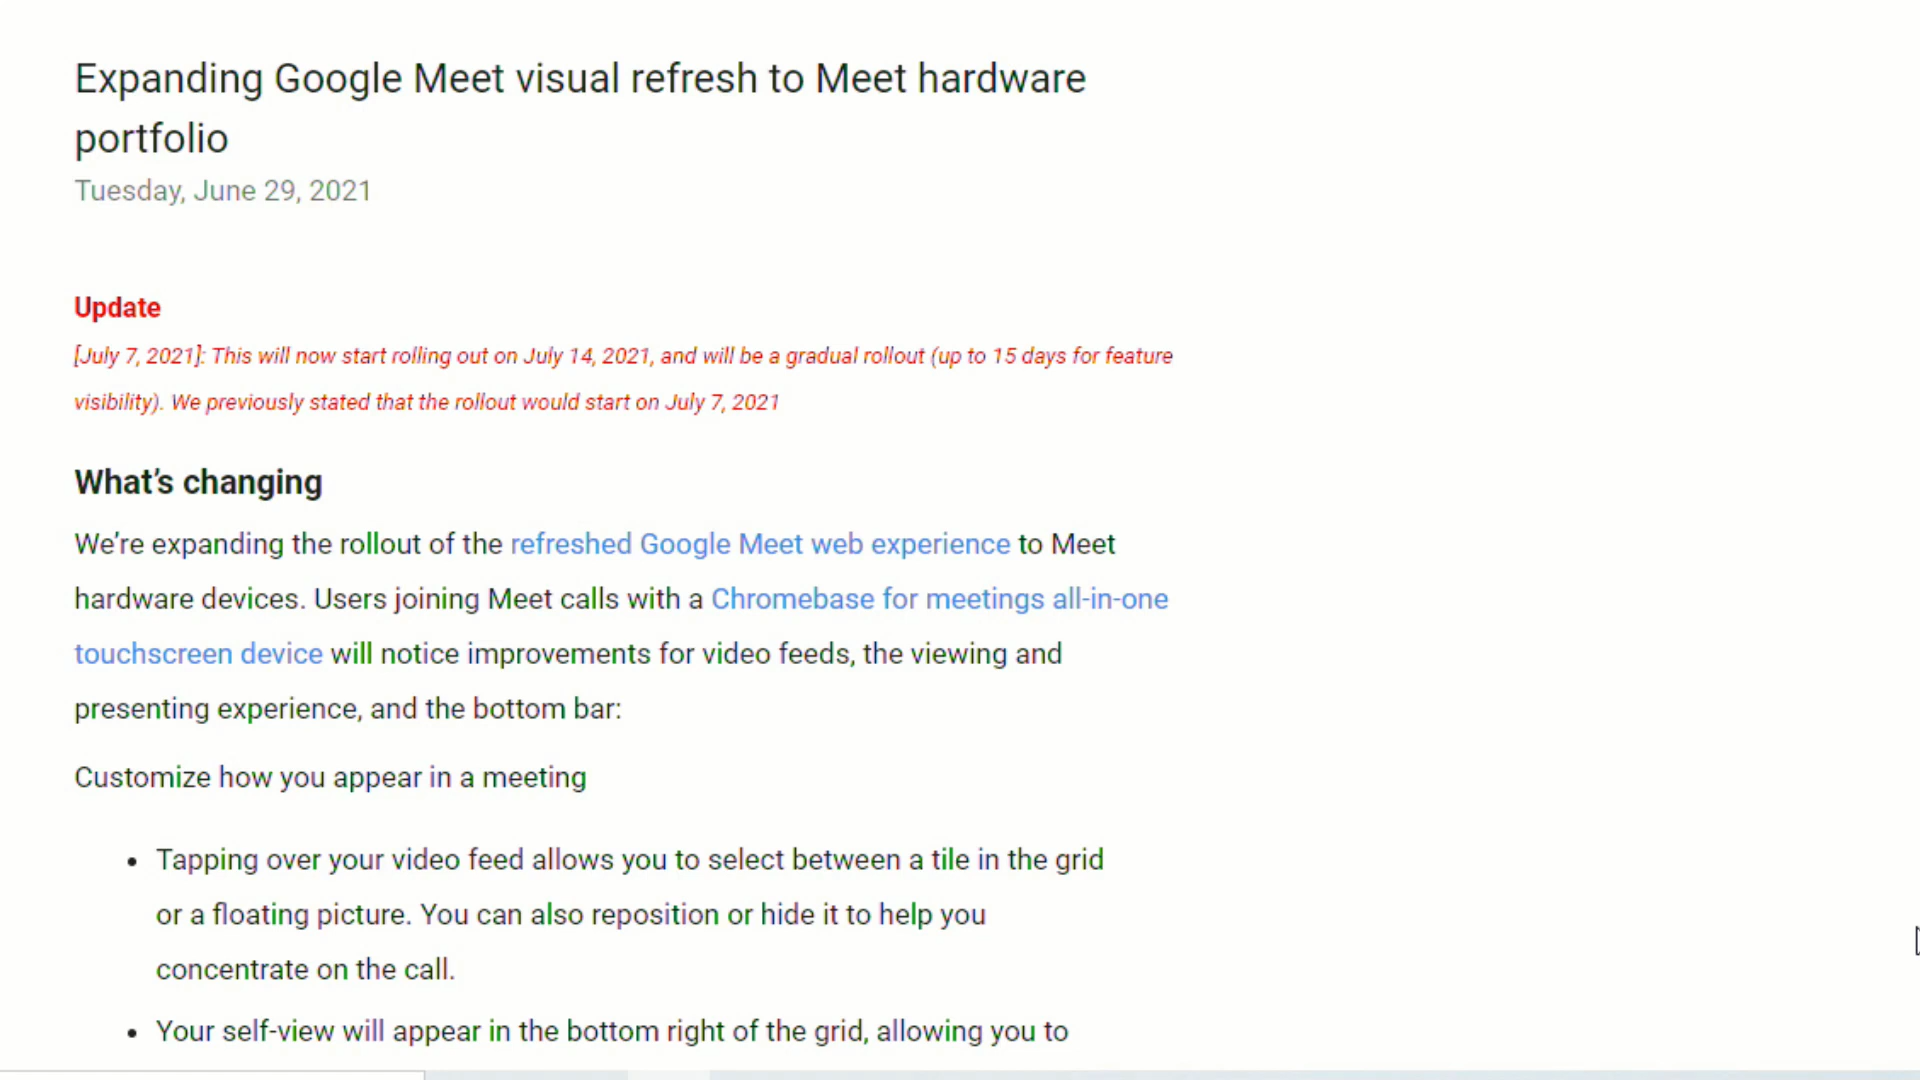 Expanding Google Meet visual refresh to Meet hardware
portfolio
Tuesday, June 29, 2021
Update
[July 7, 2021]: This will now start rolling out on July 14, 2021, and will be a gradual rollout (up to 15 days for feature
visibility). We previously stated that the rollout would start on July 7, 2021
What’s changing
We’re expanding the rollout of the refreshed Google Meet web experience to Meet
hardware devices. Users joining Meet calls with a Chromebase for meetings all-in-one
touchscreen device will notice improvements for video feeds, the viewing and
presenting experience, and the bottom bar:
Customize how you appear in a meeting
• Tapping over your video feed allows you to select between a tile in the grid
or a floating picture. You can also reposition or hide it to help you
concentrate on the call.
• Your self-view will appear in the bottom right of the grid, allowing you to